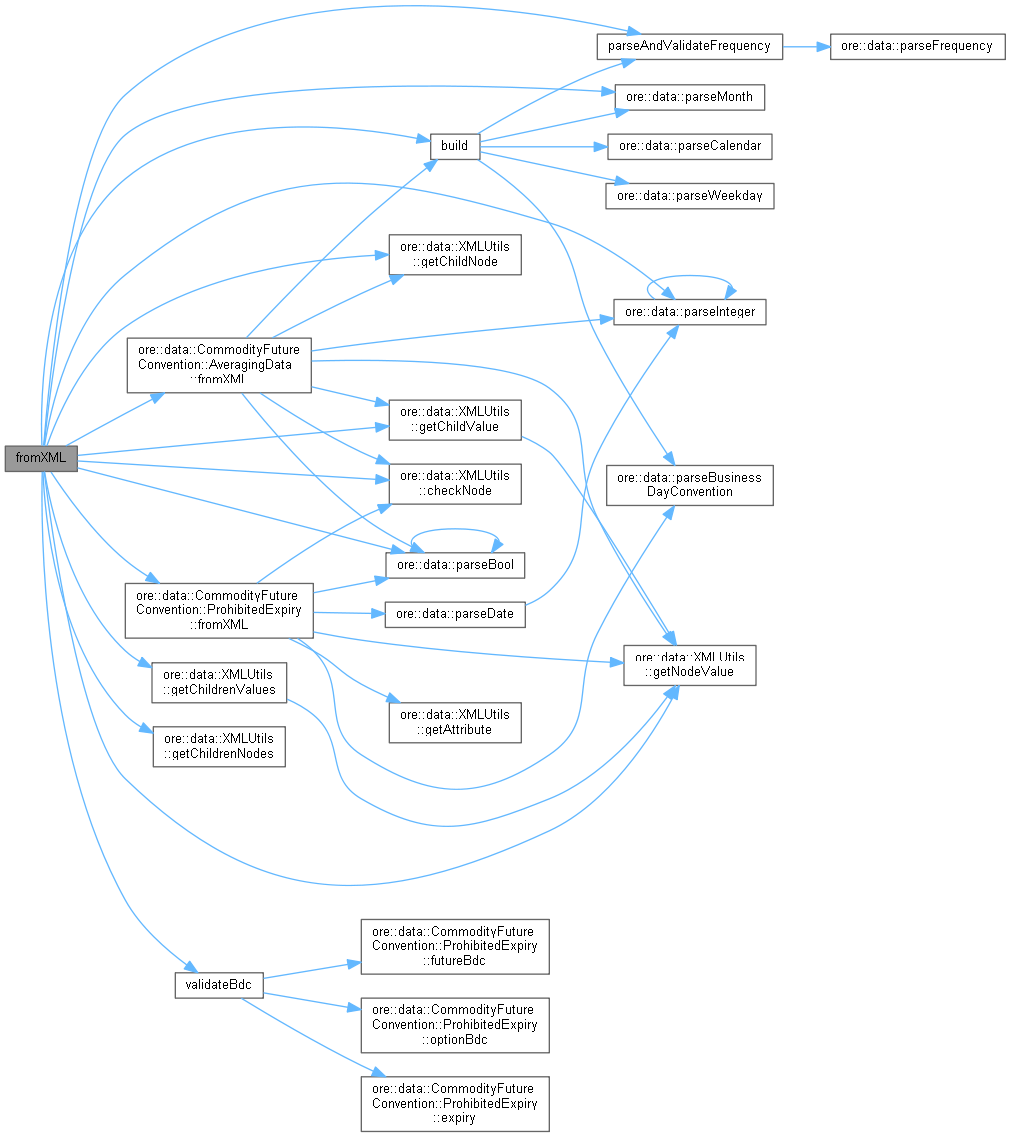 parseAndValidateFrequency
ore::data::parseFrequency
ore::data::parseMonth
build
ore::data::parseCalendar
ore::data::parseWeekday
ore::data::XMLUtils
::getChildNode
ore::data::parseInteger
ore::data::CommodityFuture
Convention::AveragingData
::fromXML
ore::data::XMLUtils
::getChildValue
fromXML
ore::data::XMLUtils
::checkNode
ore::data::parseBusiness
DayConvention
ore::data::parseBool
ore::data::CommodityFuture
Convention::ProhibitedExpiry
::fromXML
ore::data::parseDate
ore::data::XMLUtils
::getNodeValue
ore::data::XMLUtils
::getChildrenValues
ore::data::XMLUtils
::getAttribute
ore::data::XMLUtils
::getChildrenNodes
ore::data::CommodityFuture
Convention::ProhibitedExpiry
::futureBdc
validateBdc
ore::data::CommodityFuture
Convention::ProhibitedExpiry
::optionBdc
ore::data::CommodityFuture
Convention::ProhibitedExpiry
::expiry